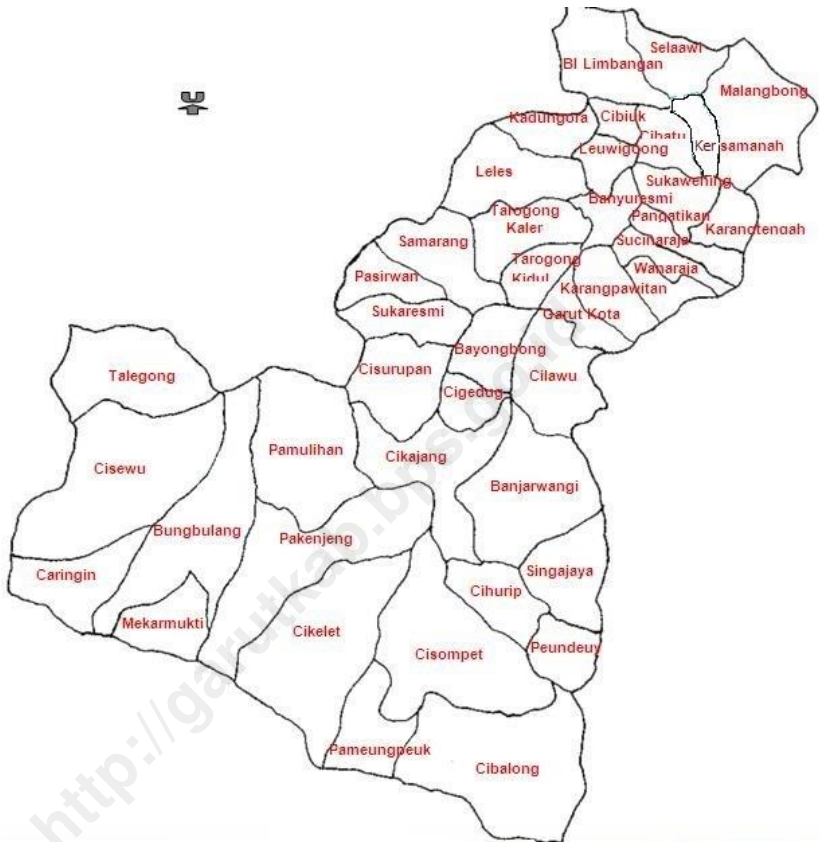 Selaawi
Bl Limbangan
Malangbong
Kadungora
Cibiuk
Cibatu
Kersamanah
Leuwigoong
Leles
Sukawening
Banyuresmi
Tarogong
Kaler
Pangatikan
Karangtengah
Samarang
Sucinaraja
Tarogong
Kidul
Wanaraja
Pasirwan
Karangpawitan
Sukaresmi
Garut Kota
Bayongbong
Cisurupan
Talegong
Cilawu
Cigedug
Pamulihan
Cikajang
Cisewu
Banjarwangi
Bungbulang
Pakenjeng
Caringin
Singajaya
Cihurip
Mekarmukti
Cikelet
Cisompet
Peundeuy
Pameungpeuk
Cibalong
U
http://garutkab.bps.go.id